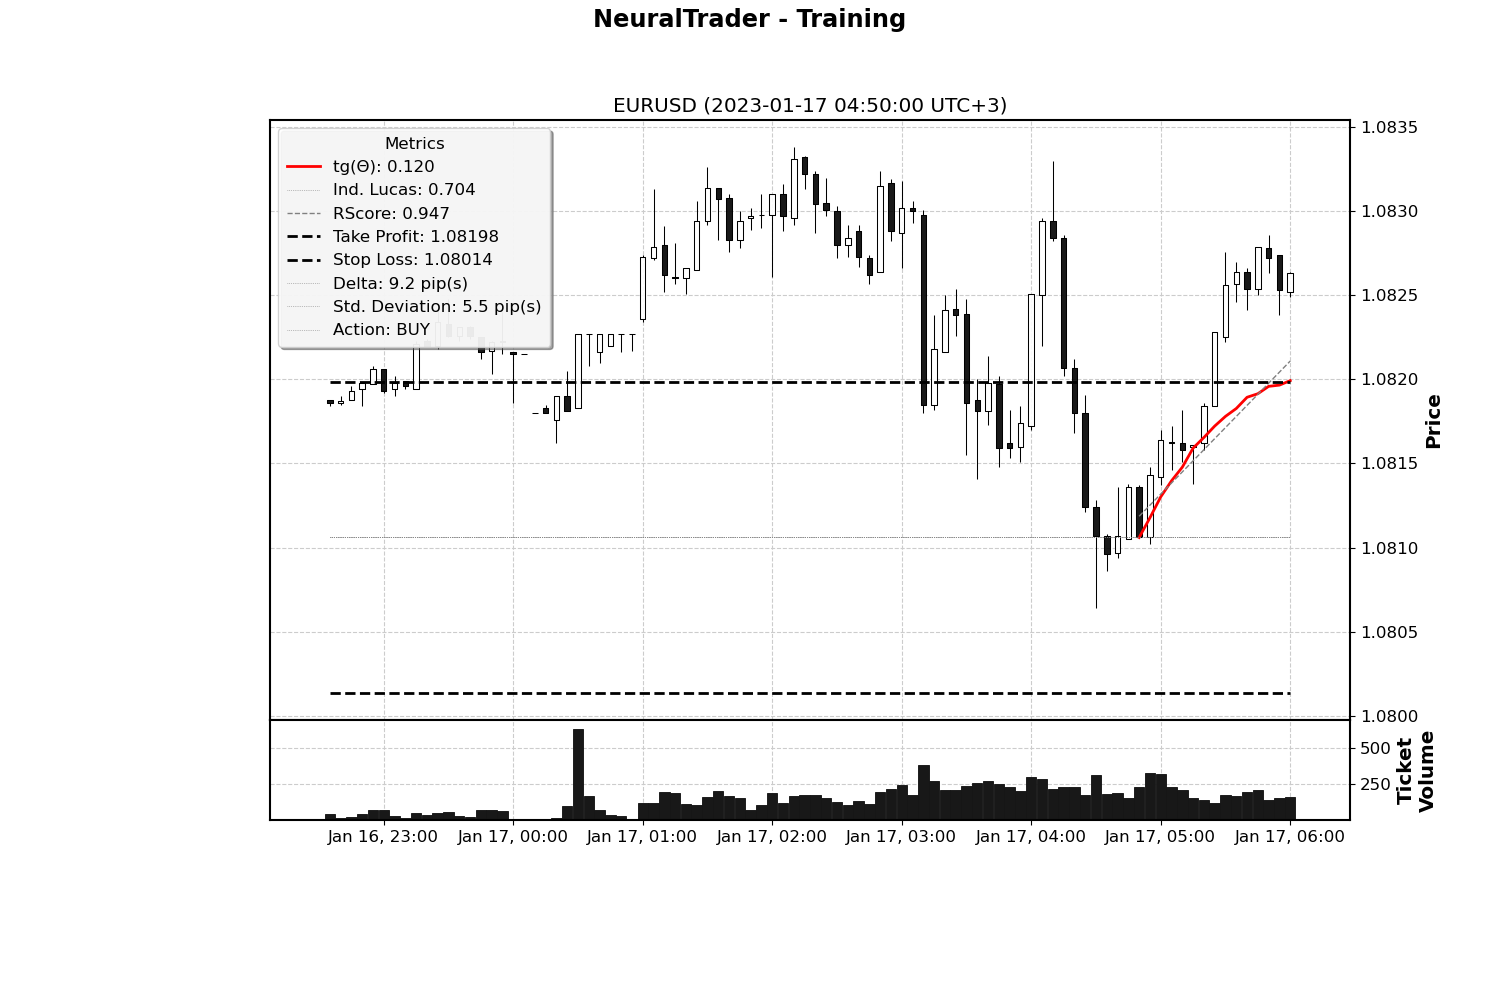 NeuralTrader - Training
EURUSD (2023-01-17 04:50:00 UTC+3)
Metrics
tg(Θ): 0.120
Ind. Lucas: 0.704
RScore: 0.947
Take Profit: 1.08198
Stop Loss: 1.08014
Delta: 9.2 pip(s)
Std. Deviation: 5.5 pip(s)
Action: BUY
1.0835
1.0830
1.0825
1.0820
1.0815
1.0810
1.0805
1.0800
Price
500
250
Ticket
Volume
Jan 16, 23:00
Jan 17, 00:00
Jan 17, 01:00
Jan 17, 02:00
Jan 17, 03:00
Jan 17, 04:00
Jan 17, 05:00
Jan 17, 06:00